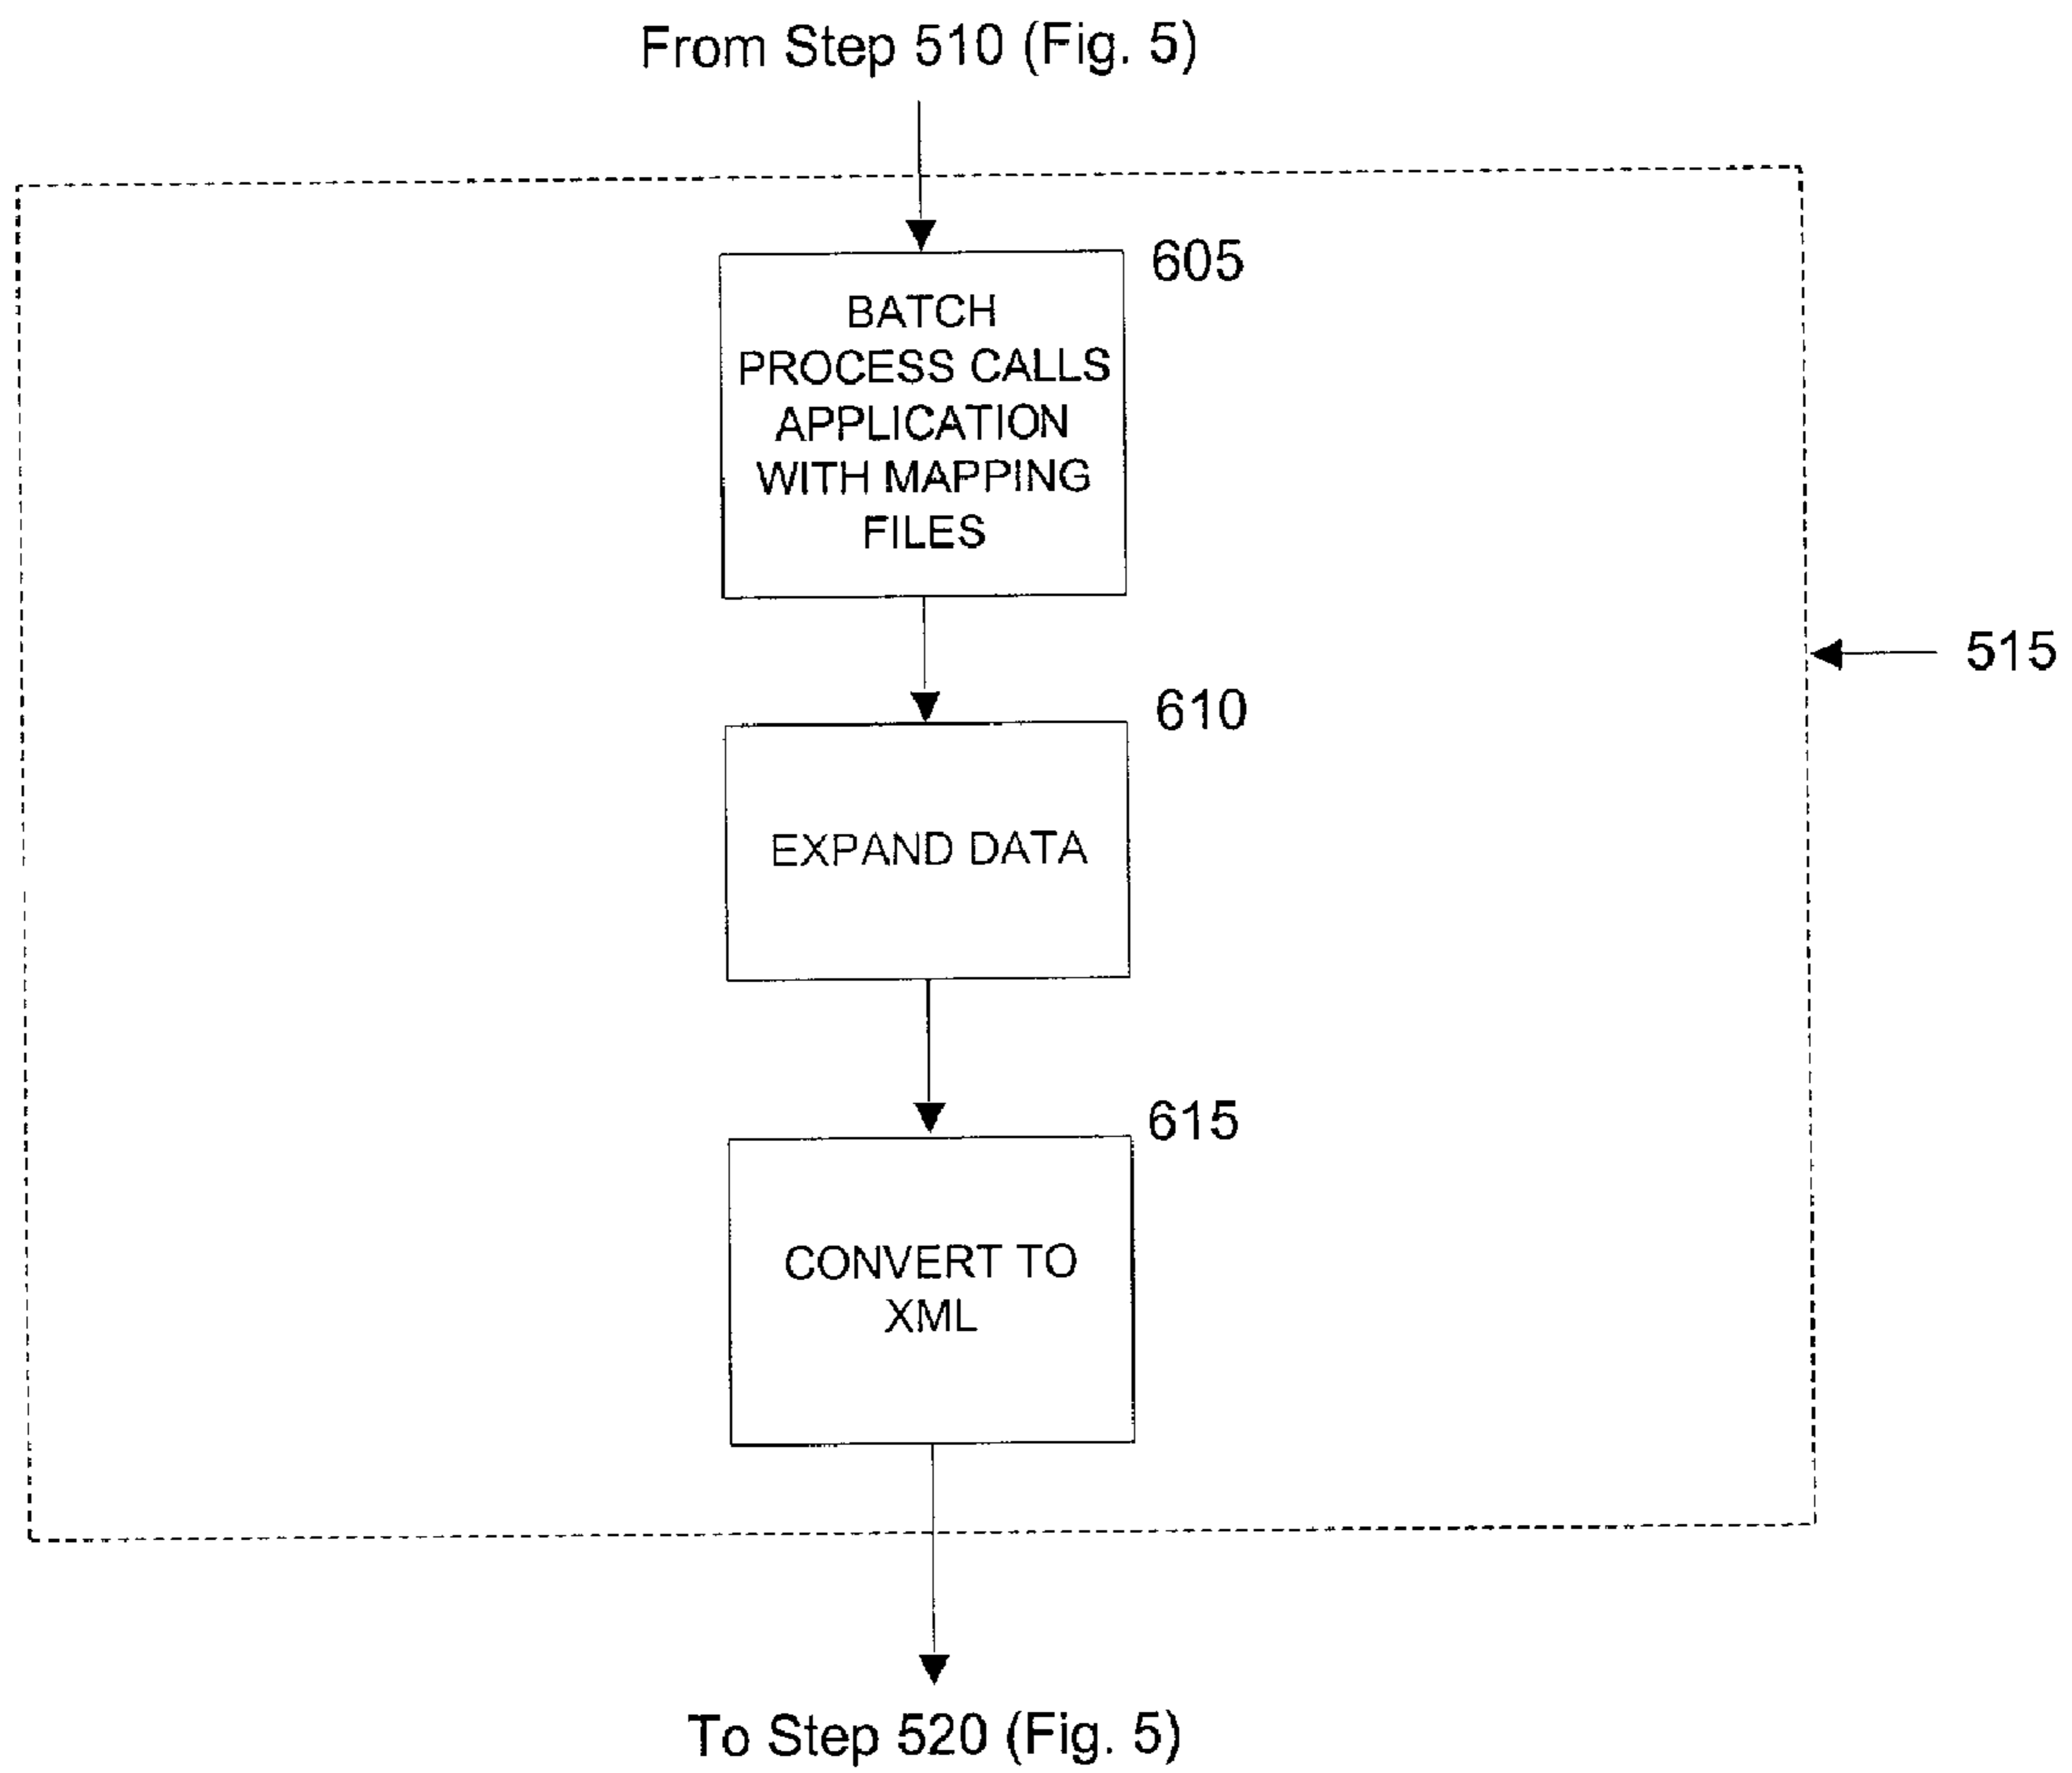 From Step 510 (Fig. 5)
605
BATCH
PROCESS CALLS
APPLICATION
WITH MAPPING
FILES
515
610
EXPAND DATA
615
CONVERT TO
XML
To Step 520 (Fig. 5)